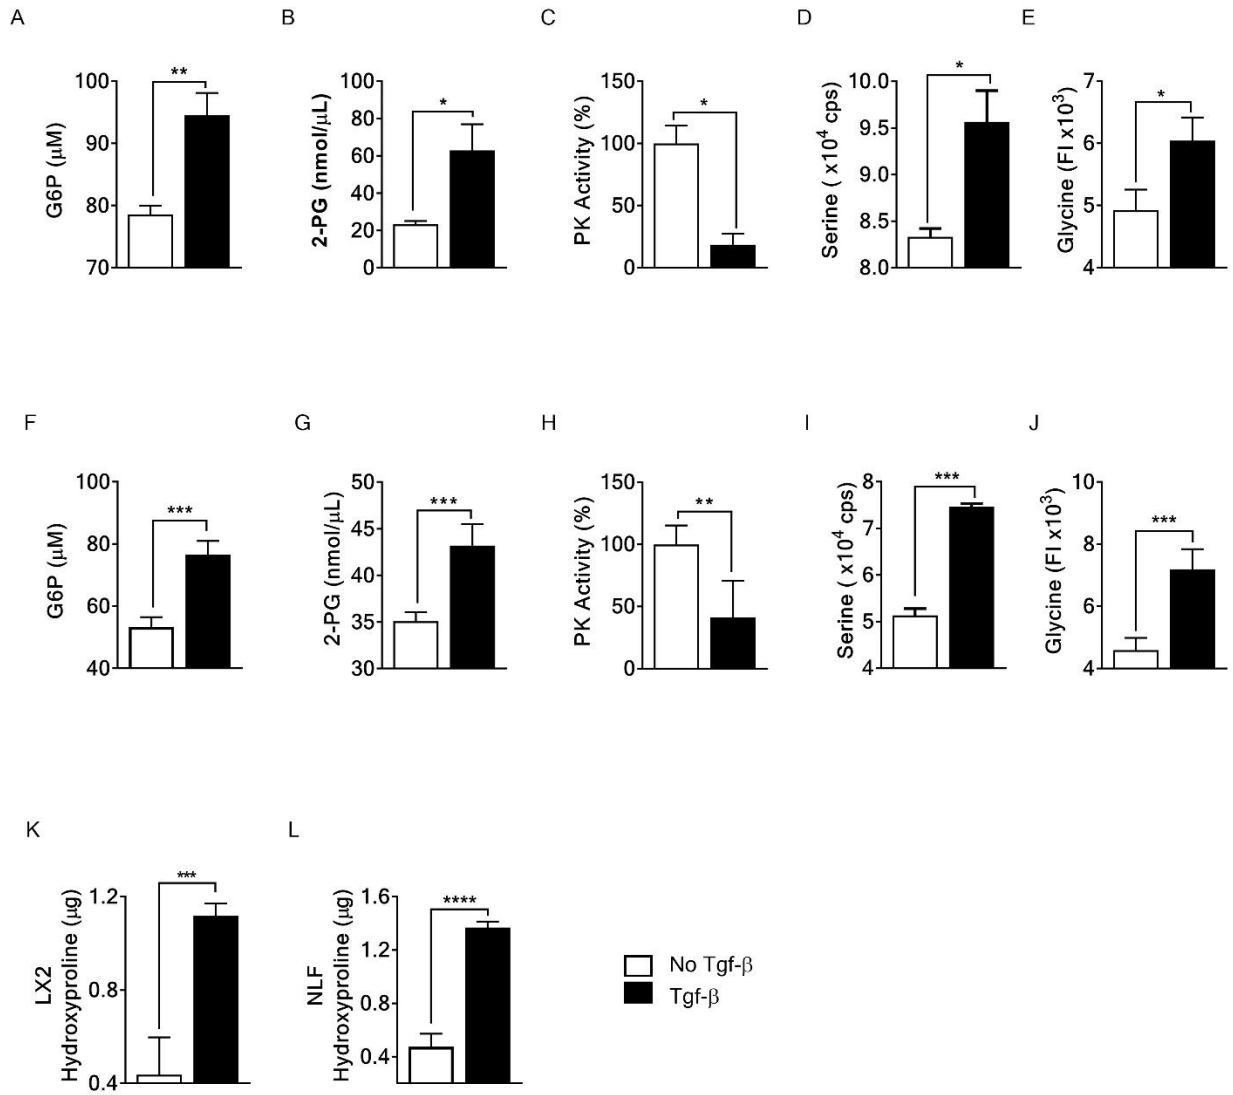 A
B
C
D
E
G6P (μM)
100
90
80
70
**
2-PG (nmol/μL)
100
80
60
40
20
0
*
PK Activity (%)
150
100
50
0
*
Serine ( x10⁴ cps)
10.0
9.5
9.0
8.5
8.0
*
Glycine (FI x10³)
7
6
5
4
*
F
G
H
I
J
G6P (μM)
100
80
60
40
***
2-PG (nmol/μL)
50
45
40
35
30
***
PK Activity (%)
150
100
50
0
**
Serine ( x10⁴ cps)
8
7
6
5
4
***
Glycine (FI x10³)
10
8
6
4
***
K
L
LX2
Hydroxyproline (μg)
1.2
0.8
0.4
***
NLF
Hydroxyproline (μg)
1.6
1.2
0.8
0.4
****
No Tgf-β
Tgf-β